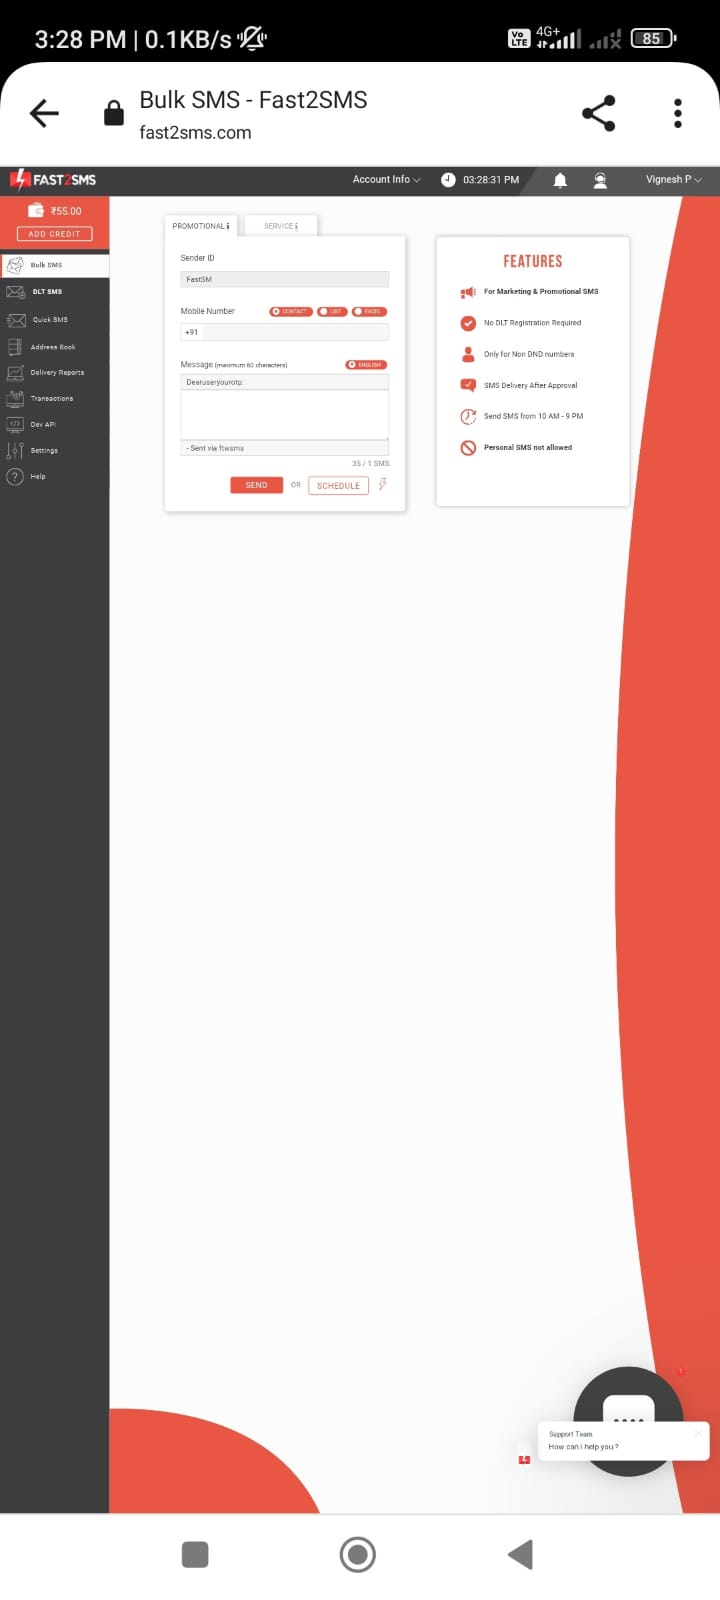 3:28 PM | 0.1KB/s
Vo LTE 4G+ 85
Bulk SMS - Fast2SMS
fast2sms.com
FAST2SMS
Account Info
03:28:31 PM
Vignesh P
₹55.00
ADD CREDIT
Bulk SMS
DLT SMS
Quick SMS
Address Book
Delivery Reports
Transactions
Dev API
Settings
Help
PROMOTIONAL
SERVICE
Sender ID
FastSM
Mobile Number
CONTACT
LIST
EXCEL
+91
Message (maximum 60 characters)
ENGLISH
Dearuseryourotp:
- Sent via ftwsms
35 / 1 SMS
SEND OR SCHEDULE
FEATURES
For Marketing & Promotional SMS
No DLT Registration Required
Only for Non DND numbers
SMS Delivery After Approval
Send SMS from 10 AM - 9 PM
Personal SMS not allowed
1
Support Team
How can I help you ?